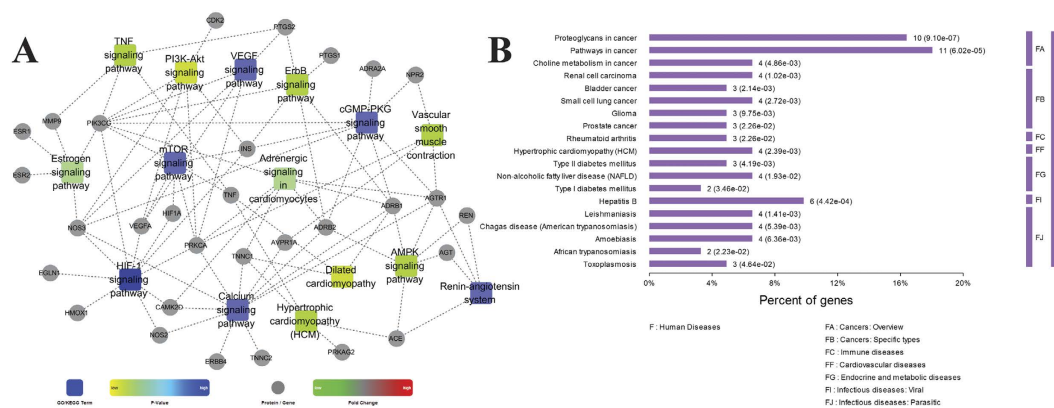 A
B
CDK2
PTGS2
TNF
signaling
pathway
PI3K-Akt
signaling
pathway
VEGF
signaling
pathway
PTGS1
ErbB
signaling
pathway
ADRA2A
NPR2
cGMP-PKG
signaling
pathway
Vascular
smooth
muscle
contraction
MMP9
PIK3CG
ESR1
INS
mTOR
signaling
pathway
Estrogen
signaling
pathway
ESR2
Adrenergic
signaling
in
cardiomyocytes
TNF
AGTR1
ADRB1
REN
HIF1A
NOS3
VEGFA
ADRB2
PRKCA
AVPR1A
AGT
TNNC1
AMPK
signaling
pathway
EGLN1
HIF-1
signaling
pathway
Dilated
cardiomyopathy
Renin-angiotensin
system
Calcium
signaling
pathway
CAMK2D
HMOX1
Hypertrophic
cardiomyopathy
(HCM)
NOS2
ACE
PRKAG2
ERBB4
TNNC2
low
high
GO/KEGG Term
P-Value
Protein / Gene
low
high
Fold Change
Proteoglycans in cancer 10 (9.10e-07)
Pathways in cancer 11 (6.02e-05)
Choline metabolism in cancer 4 (4.86e-03)
Renal cell carcinoma 4 (1.02e-03)
Bladder cancer 3 (2.14e-03)
Small cell lung cancer 4 (2.72e-03)
Glioma 3 (9.75e-03)
Prostate cancer 3 (2.26e-02)
Rheumatoid arthritis 3 (2.26e-02)
Hypertrophic cardiomyopathy (HCM) 4 (2.39e-03)
Type II diabetes mellitus 3 (4.19e-03)
Non-alcoholic fatty liver disease (NAFLD) 4 (1.93e-02)
Type I diabetes mellitus 2 (3.46e-02)
Hepatitis B 6 (4.42e-04)
Leishmaniasis 4 (1.41e-03)
Chagas disease (American trypanosomiasis) 4 (5.39e-03)
Amoebiasis 4 (6.36e-03)
African trypanosomiasis 2 (2.23e-02)
Toxoplasmosis 3 (4.64e-02)
FA
FB
FC
FF
FG
FI
FJ
0% 4% 8% 12% 16% 20%
Percent of genes
F : Human Diseases
FA : Cancers: Overview
FB : Cancers: Specific types
FC : Immune diseases
FF : Cardiovascular diseases
FG : Endocrine and metabolic diseases
FI : Infectious diseases: Viral
FJ : Infectious diseases: Parasitic